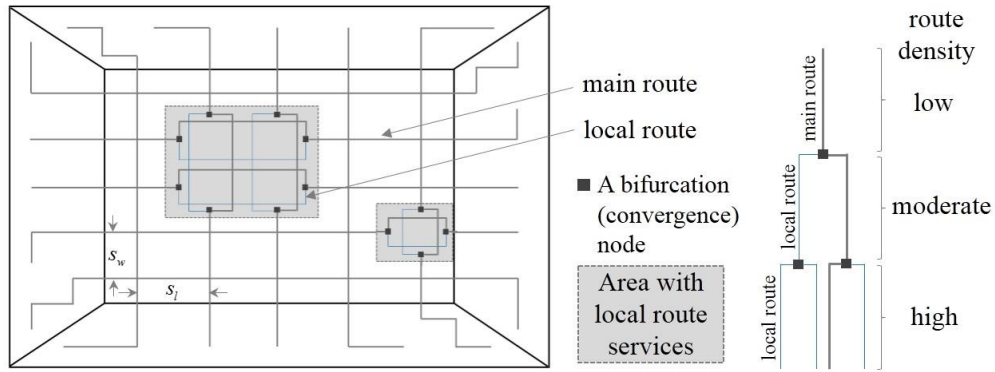 main route
local route
A bifurcation
(convergence)
node
Area with
local route
services
s_w
s_l
route
density
low
moderate
high
main route
local route
local route